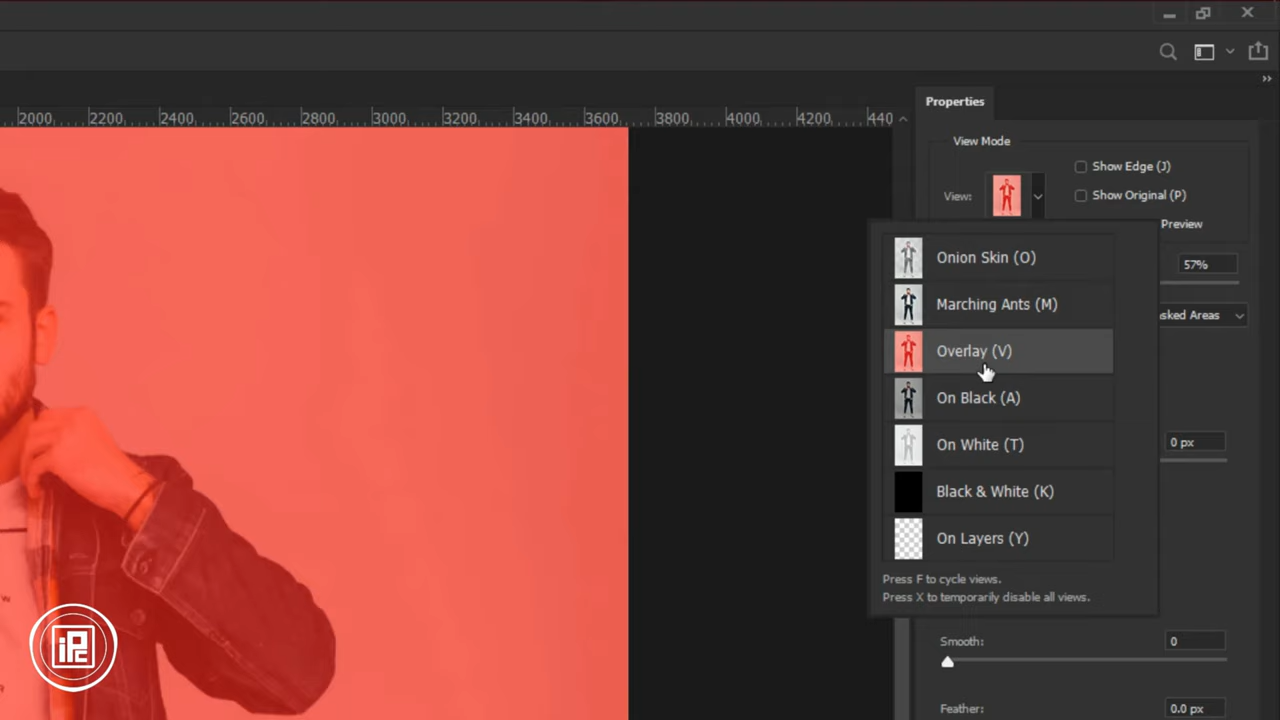 2000 2200 2400 2600 2800 3000 3200 3400 3600 3800 4000 4200 440
Properties
View Mode
View:
Show Edge (J)
Show Original (P)
Preview
57%
sked Areas
Onion Skin (O)
Marching Ants (M)
Overlay (V)
On Black (A)
On White (T)
Black & White (K)
On Layers (Y)
Press F to cycle views.
Press X to temporarily disable all views.
0 px
Smooth:
0
Feather:
0.0 px
iPC